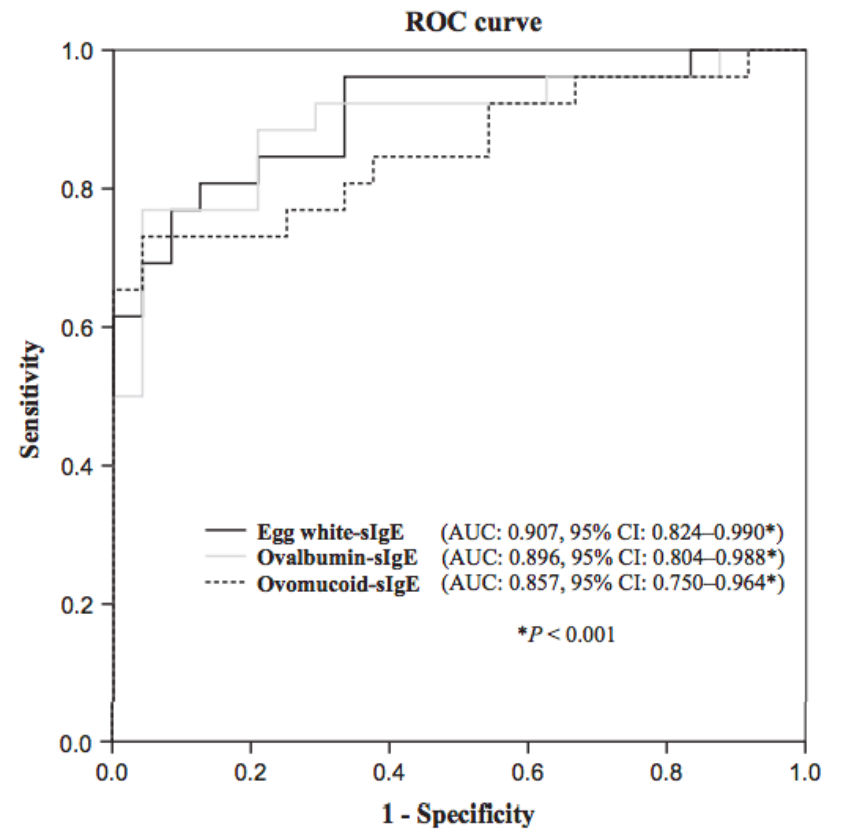 ROC curve
1.0
0.8
0.6
0.4
0.2
0.0
Sensitivity
Egg white-sIgE (AUC: 0.907, 95% CI: 0.824–0.990*)
Ovalbumin-sIgE (AUC: 0.896, 95% CI: 0.804–0.988*)
Ovomucoid-sIgE (AUC: 0.857, 95% CI: 0.750–0.964*)
*P < 0.001
0.0 0.2 0.4 0.6 0.8 1.0
1 - Specificity